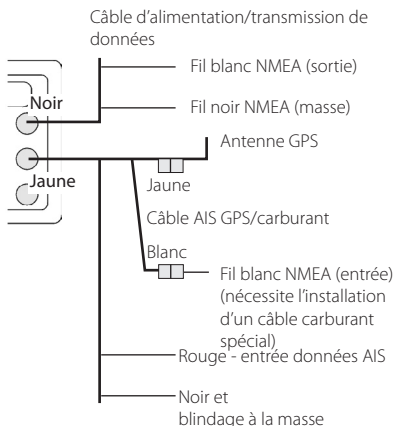 Câble d'alimentation/transmission de
données
Fil blanc NMEA (sortie)
Noir
Fil noir NMEA (masse)
Antenne GPS
Jaune
Jaune
Câble AIS GPS/carburant
Blanc
Fil blanc NMEA (entrée)
(nécessite l'installation
d'un câble carburant
spécial)
Rouge - entrée données AIS
Noir et
blindage à la masse